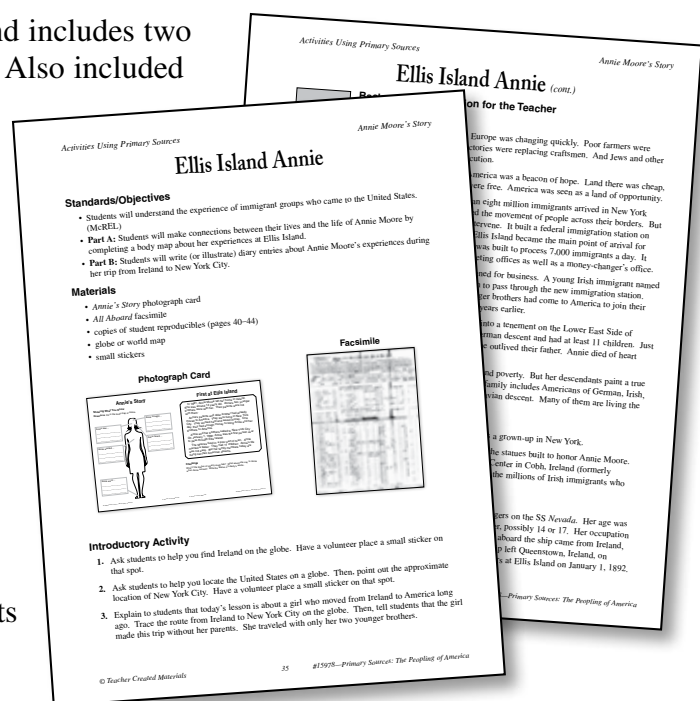 nd includes two
Also included
ts
Activities Using Primary Sources
Annie Moore's Story
Ellis Island Annie (cont.)
on for the Teacher
Europe was changing quickly. Poor farmers were
ctories were replacing craftsmen. And Jews and other
cution.
merica was a beacon of hope. Land there was cheap,
ere free. America was seen as a land of opportunity.
n eight million immigrants arrived in New York
d the movement of people across their borders. But
tervene. It built a federal immigration station on
Ellis Island became the main point of arrival for
was built to process 7,000 immigrants a day. It
eting offices as well as a money-changer's office.
ned for business. A young Irish immigrant named
to pass through the new immigration station.
ger brothers had come to America to join their
years earlier.
into a tenement on the Lower East Side of
rman descent and had at least 11 children. Just
e outlived their father. Annie died of heart
nd poverty. But her descendants paint a true
family includes Americans of German, Irish,
avian descent. Many of them are living the
a grown-up in New York.
he statues built to honor Annie Moore.
Center in Cobh, Ireland (formerly
the millions of Irish immigrants who
gers on the SS Nevada. Her age was
r, possibly 14 or 17. Her occupation
aboard the ship came from Ireland,
p left Queenstown, Ireland, on
s at Ellis Island on January 1, 1892.
—Primary Sources: The Peopling of America
Activities Using Primary Sources
Annie Moore's Story
Ellis Island Annie
Standards/Objectives
• Students will understand the experience of immigrant groups who came to the United States.
(McREL)
• Part A: Students will make connections between their lives and the life of Annie Moore by
completing a body map about her experiences at Ellis Island.
• Part B: Students will write (or illustrate) diary entries about Annie Moore's experiences during
her trip from Ireland to New York City.
Materials
• Annie's Story photograph card
• All Aboard facsimile
• copies of student reproducibles (pages 40–44)
• globe or world map
• small stickers
Photograph Card
Facsimile
Annie's Story
First at Ellis Island
Introductory Activity
1. Ask students to help you find Ireland on the globe. Have a volunteer place a small sticker on
that spot.
2. Ask students to help you locate the United States on a globe. Then, point out the approximate
location of New York City. Have a volunteer place a small sticker on that spot.
3. Explain to students that today's lesson is about a girl who moved from Ireland to America long
ago. Trace the route from Ireland to New York City on the globe. Then, tell students that the girl
made this trip without her parents. She traveled with only her two younger brothers.
© Teacher Created Materials
35
#15978—Primary Sources: The Peopling of America